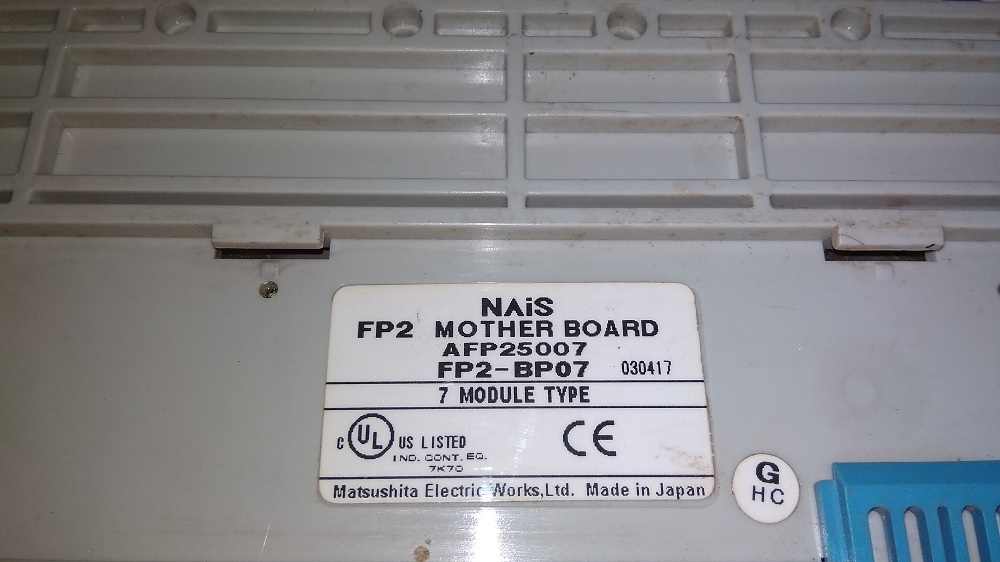 NAiS
FP2 MOTHER BOARD
AFP25007
FP2-BP07 030417
7 MODULE TYPE
C UL US LISTED
IND. CONT. EQ.
7K70
CE
Matsushita Electric Works,Ltd. Made in Japan
G
HC